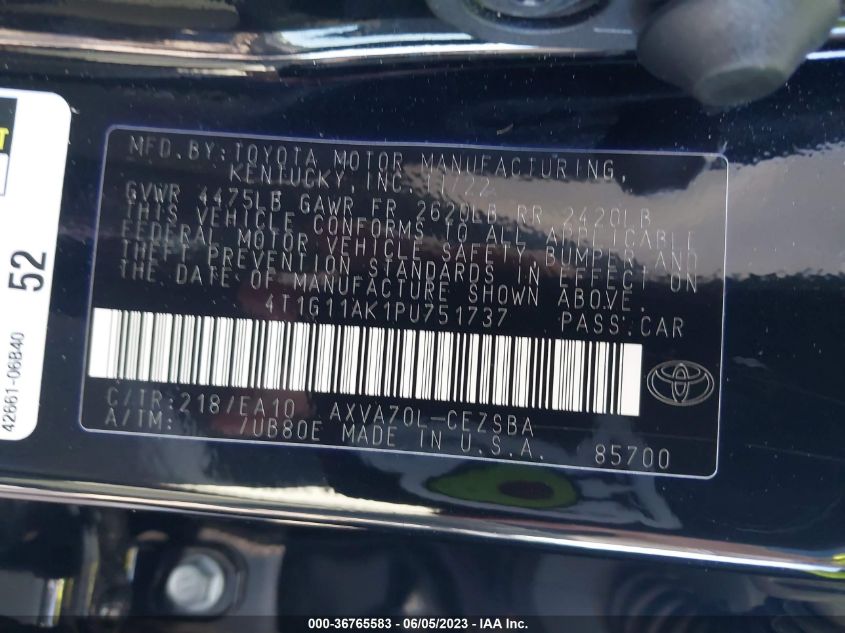 T
52
42661-06B40
MFD.BY:TOYOTA MOTOR MANUFACTURING,
KENTUCKY, INC. 11/22
GVWR 4475LB GAWR FR 2620LB RR 2420LB
THIS VEHICLE CONFORMS TO ALL APPLICABLE
FEDERAL MOTOR VEHICLE SAFETY, BUMPER, AND
THEFT PREVENTION STANDARDS IN EFFECT ON
THE DATE OF MANUFACTURE SHOWN ABOVE.
4T1G11AK1PU751737 PASS.CAR
C/TR:218/EA10 AXVA70L-CEZSBA
A/TM: /UB80E MADE IN U.S.A. 85700
000-36765583 / 06/05/2023 - IAA Inc.